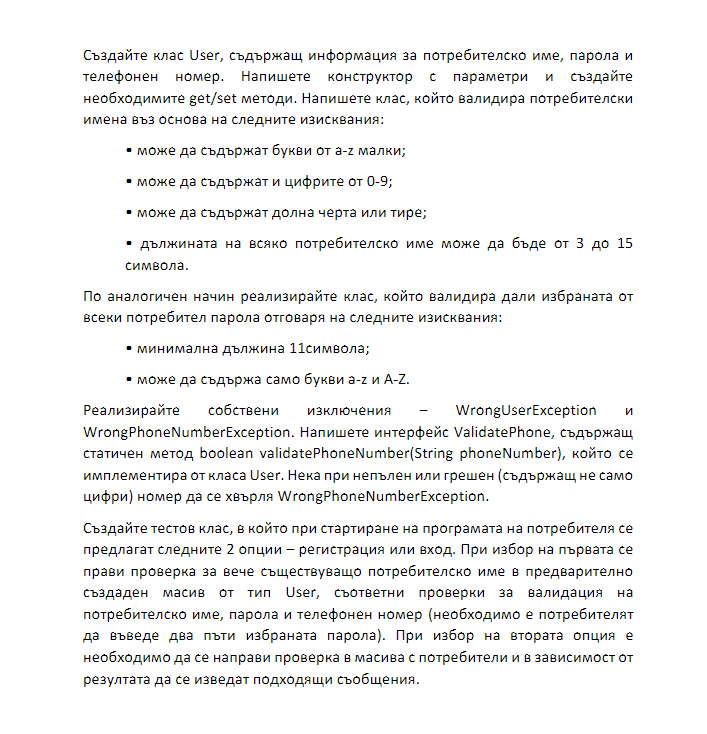 Създайте клас User, съдържащ информация за потребителско име, парола и
телефонен номер. Напишете конструктор с параметри и създайте
необходимите get/set методи. Напишете клас, който валидира потребителски
имена въз основа на следните изисквания:
• може да съдържат букви от a-z малки;
• може да съдържат и цифрите от 0-9;
• може да съдържат долна черта или тире;
• дължината на всяко потребителско име може да бъде от 3 до 15
символа.
По аналогичен начин реализирайте клас, който валидира дали избраната от
всеки потребител парола отговаря на следните изисквания:
• минимална дължина 11символа;
• може да съдържа само букви a-z и A-Z.
Реализирайте собствени изключения – WrongUserException и
WrongPhoneNumberException. Напишете интерфейс ValidatePhone, съдържащ
статичен метод boolean validatePhoneNumber(String phoneNumber), който се
имплементира от класа User. Нека при непълен или грешен (съдържащ не само
цифри) номер да се хвърля WrongPhoneNumberException.
Създайте тестов клас, в който при стартиране на програмата на потребителя се
предлагат следните 2 опции – регистрация или вход. При избор на първата се
прави проверка за вече съществуващо потребителско име в предварително
създаден масив от тип User, съответни проверки за валидация на
потребителско име, парола и телефонен номер (необходимо е потребителят
да въведе два пъти избраната парола). При избор на втората опция е
необходимо да се направи проверка в масива с потребители и в зависимост от
резултата да се изведат подходящи съобщения.